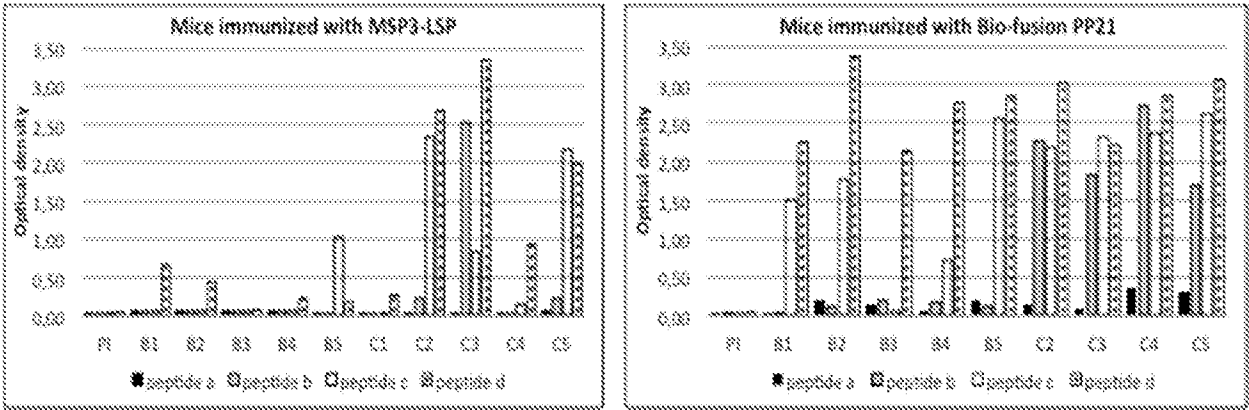 Mice immunized with MSP3-LSP
Optical density
3,50
3,00
2,50
2,00
1,50
1,00
0,50
0,00
PI B1 B2 B3 B4 B5 C1 C2 C3 C4 C5
peptide a peptide b peptide c peptide d
Mice immunized with Bio-fusion PP21
Optical density
3,50
3,00
2,50
2,00
1,50
1,00
0,50
0,00
PI B1 B2 B3 B4 B5 C2 C3 C4 C5
peptide a peptide b peptide c peptide d